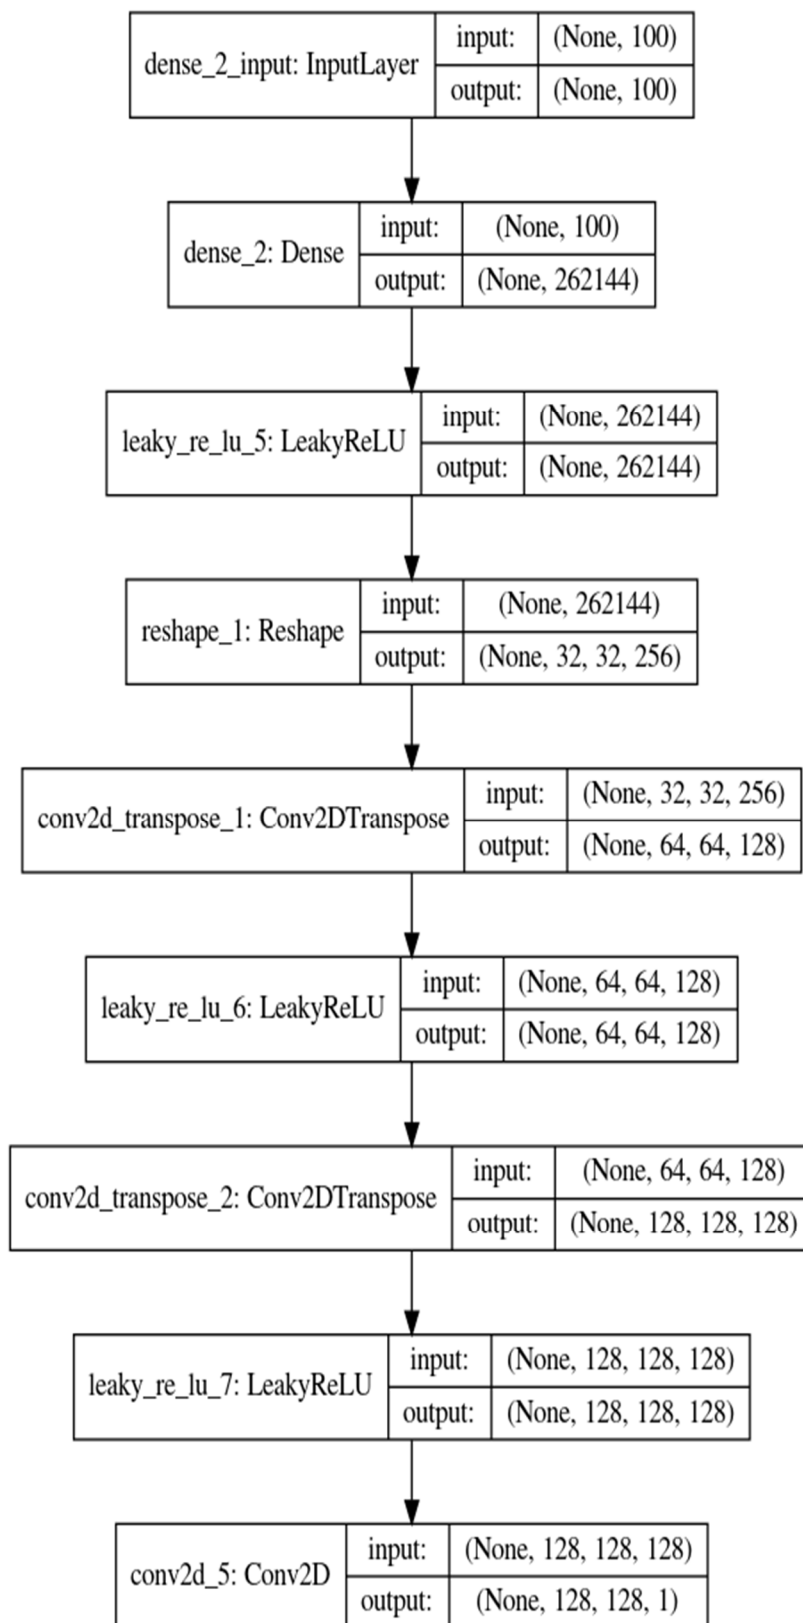 dense_2_input: InputLayer
input: (None, 100)
output: (None, 100)
dense_2: Dense
input: (None, 100)
output: (None, 262144)
leaky_re_lu_5: LeakyReLU
input: (None, 262144)
output: (None, 262144)
reshape_1: Reshape
input: (None, 262144)
output: (None, 32, 32, 256)
conv2d_transpose_1: Conv2DTranspose
input: (None, 32, 32, 256)
output: (None, 64, 64, 128)
leaky_re_lu_6: LeakyReLU
input: (None, 64, 64, 128)
output: (None, 64, 64, 128)
conv2d_transpose_2: Conv2DTranspose
input: (None, 64, 64, 128)
output: (None, 128, 128, 128)
leaky_re_lu_7: LeakyReLU
input: (None, 128, 128, 128)
output: (None, 128, 128, 128)
conv2d_5: Conv2D
input: (None, 128, 128, 128)
output: (None, 128, 128, 1)